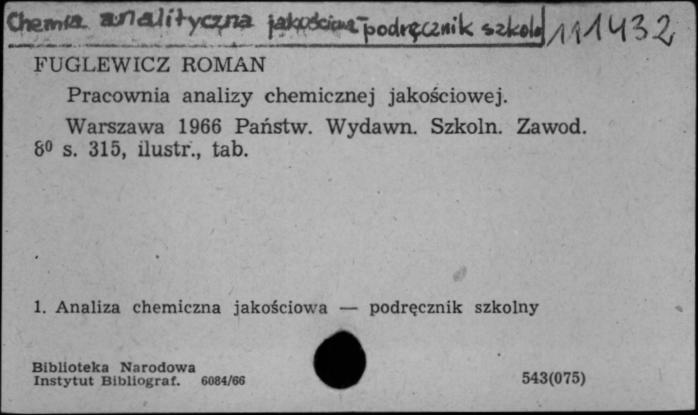 Chemia analityczna jakościowa - podręcznik szkoln 111432
FUGLEWICZ ROMAN
Pracownia analizy chemicznej jakościowej.
Warszawa 1966 Państw. Wydawn. Szkoln. Zawod.
8⁰ s. 315, ilustr., tab.
1. Analiza chemiczna jakościowa — podręcznik szkolny
Biblioteka Narodowa
Instytut Bibliograf. 6084/66 543(075)